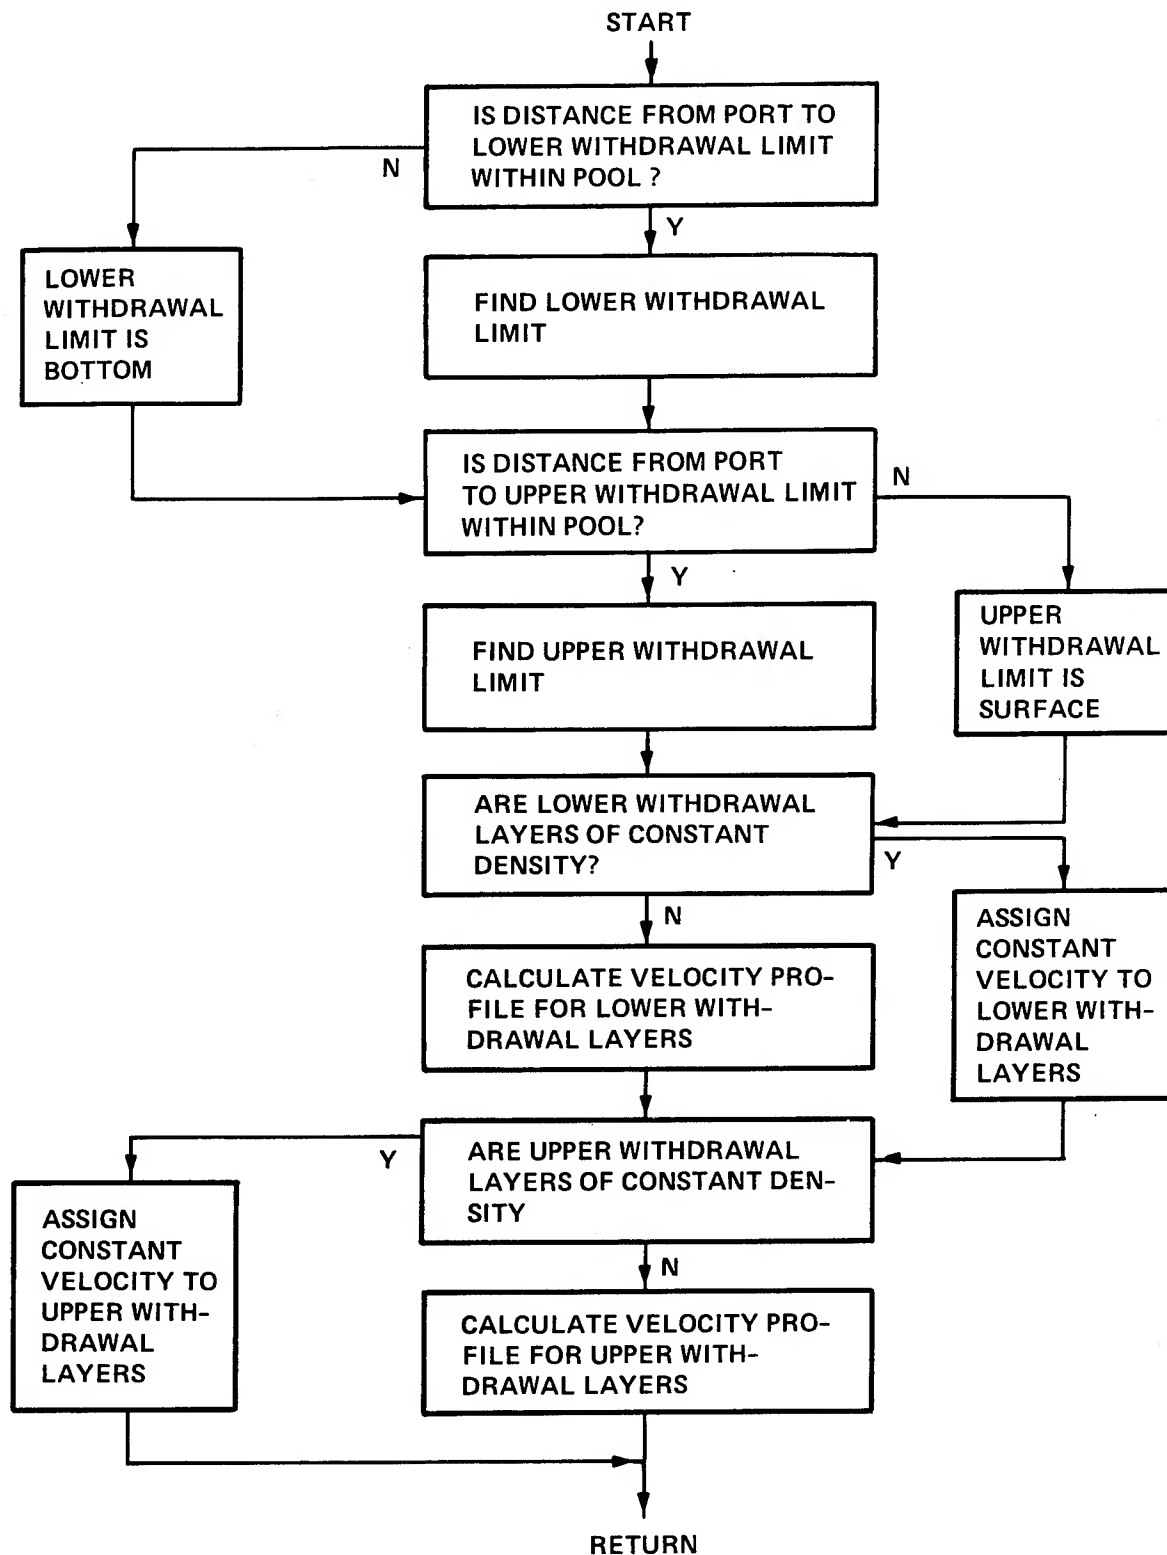 START
IS DISTANCE FROM PORT TO
LOWER WITHDRAWAL LIMIT
WITHIN POOL ?
N
Y
LOWER
WITHDRAWAL
LIMIT IS
BOTTOM
FIND LOWER WITHDRAWAL
LIMIT
IS DISTANCE FROM PORT
TO UPPER WITHDRAWAL LIMIT
WITHIN POOL?
N
Y
UPPER
WITHDRAWAL
LIMIT IS
SURFACE
FIND UPPER WITHDRAWAL
LIMIT
ARE LOWER WITHDRAWAL
LAYERS OF CONSTANT
DENSITY?
Y
N
ASSIGN
CONSTANT
VELOCITY TO
LOWER WITH-
DRAWAL
LAYERS
CALCULATE VELOCITY PRO-
FILE FOR LOWER WITH-
DRAWAL LAYERS
ARE UPPER WITHDRAWAL
LAYERS OF CONSTANT DEN-
SITY
Y
N
ASSIGN
CONSTANT
VELOCITY TO
UPPER WITH-
DRAWAL
LAYERS
CALCULATE VELOCITY PRO-
FILE FOR UPPER WITH-
DRAWAL LAYERS
RETURN